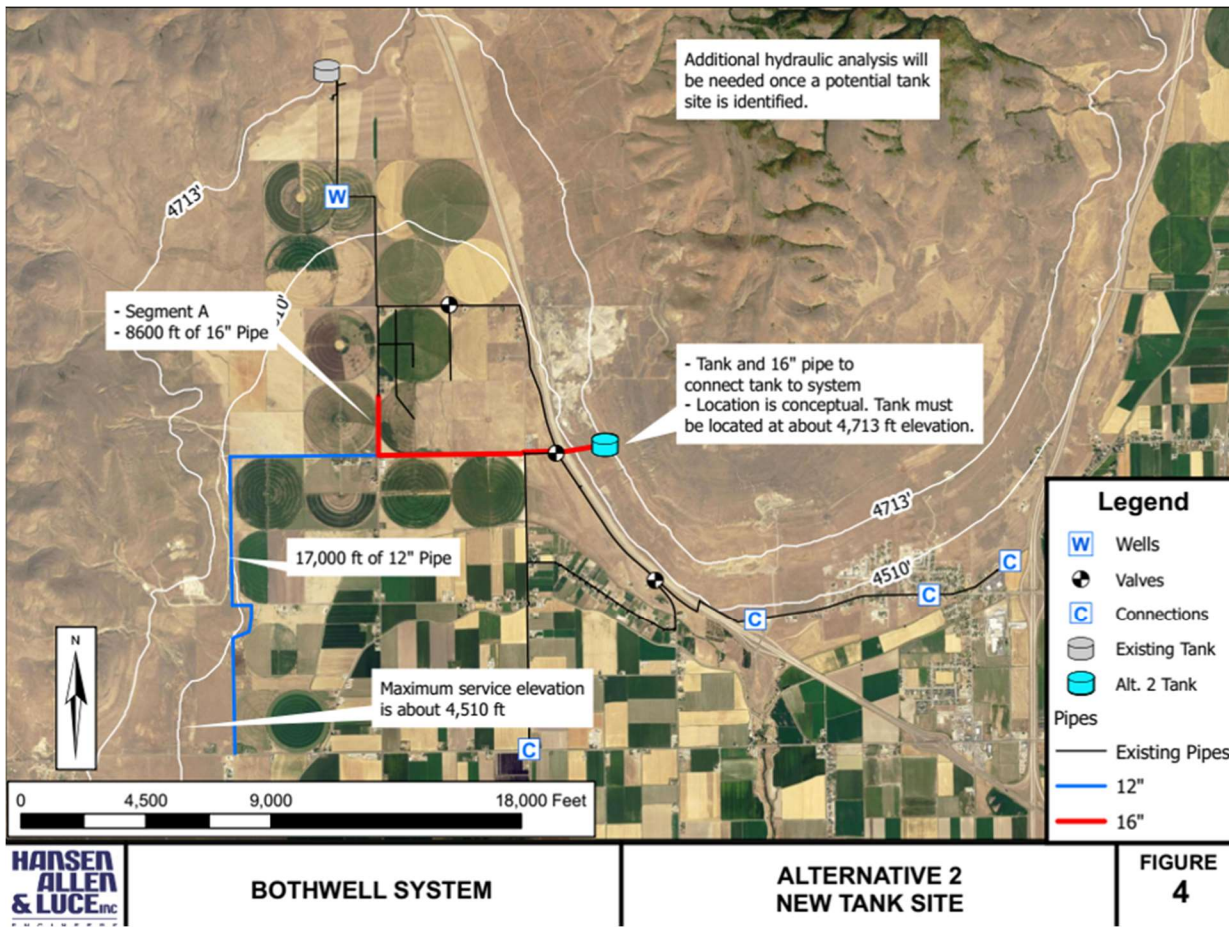 Additional hydraulic analysis will
be needed once a potential tank
site is identified.
4713'
W
- Segment A
- 8600 ft of 16" Pipe
10'
- Tank and 16" pipe to
connect tank to system
- Location is conceptual. Tank must
be located at about 4,713 ft elevation.
17,000 ft of 12" Pipe
4713'
4510'
C
C
C
N
Maximum service elevation
is about 4,510 ft
C
0 4,500 9,000 18,000 Feet
Legend
W Wells
Valves
C Connections
Existing Tank
Alt. 2 Tank
Pipes
Existing Pipes
12"
16"
HANSEN
ALLEN
& LUCE INC
ENGINEERS
BOTHWELL SYSTEM
ALTERNATIVE 2
NEW TANK SITE
FIGURE
4